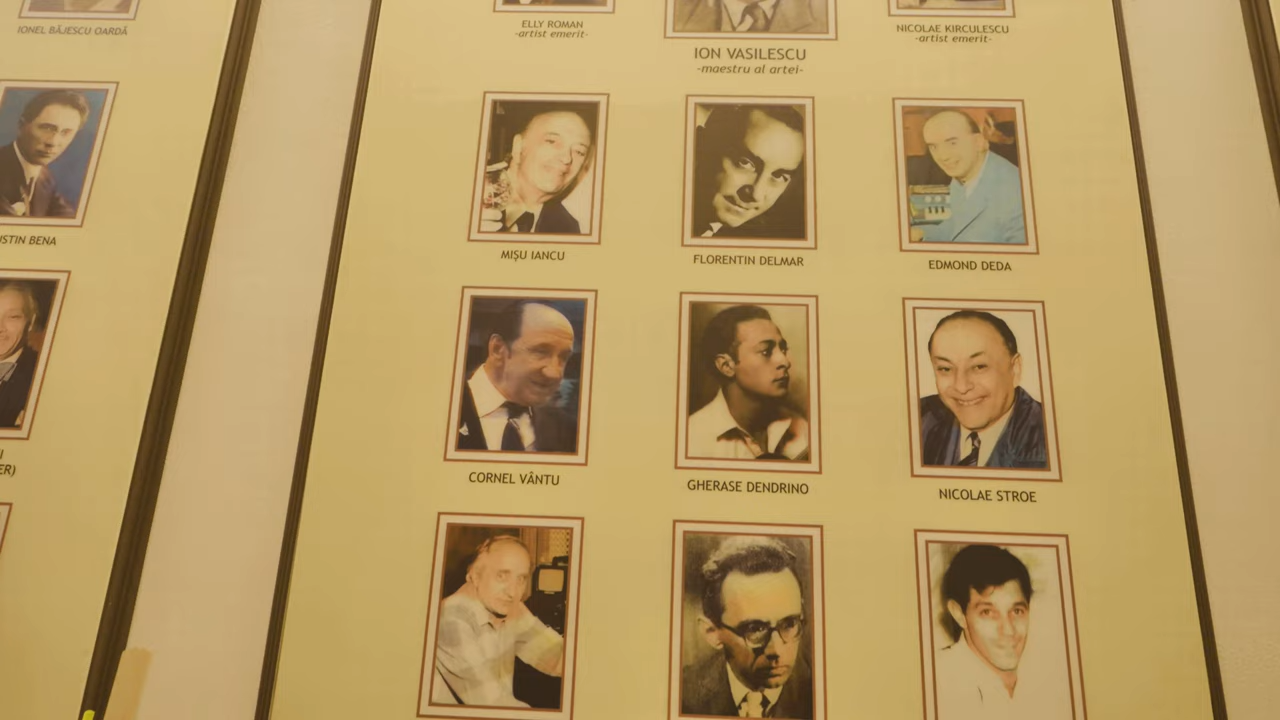 IONEL BĂJESCU OARDĂ
ELLY ROMAN
-artist emerit-
ION VASILESCU
-maestru al artei-
NICOLAE KIRCULESCU
-artist emerit-
BENA
MIȘU IANCU
FLORENTIN DELMAR
EDMOND DEDA
CORNEL VÂNTU
GHERASE DENDRINO
NICOLAE STROE